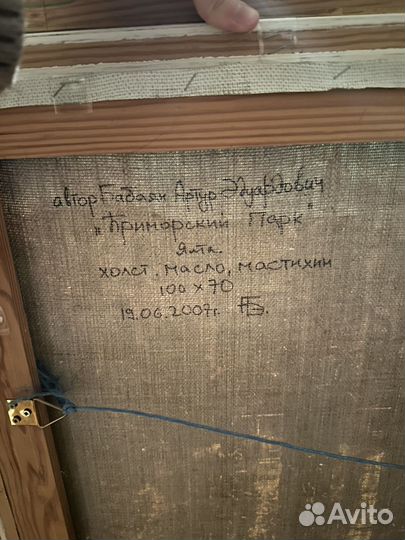 автор Бабаян Артур Эдуардович
"Приморский Парк"
Ялта.
холст, масло, мастихин
100 x 70
19.06.2007г.
Avito